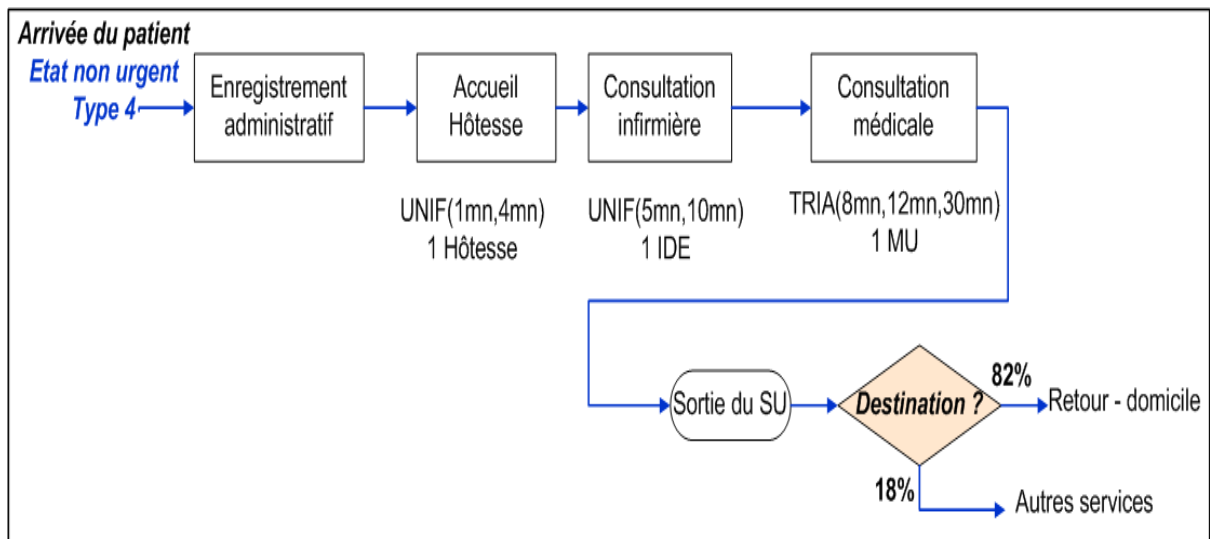 Arrivée du patient
Etat non urgent
Type 4
Enregistrement
administratif
Accueil
Hôtesse
Consultation
infirmière
Consultation
médicale
UNIF(1mn,4mn)
1 Hôtesse
UNIF(5mn,10mn)
1 IDE
TRIA(8mn,12mn,30mn)
1 MU
Sortie du SU
Destination ?
82%
Retour - domicile
18%
Autres services